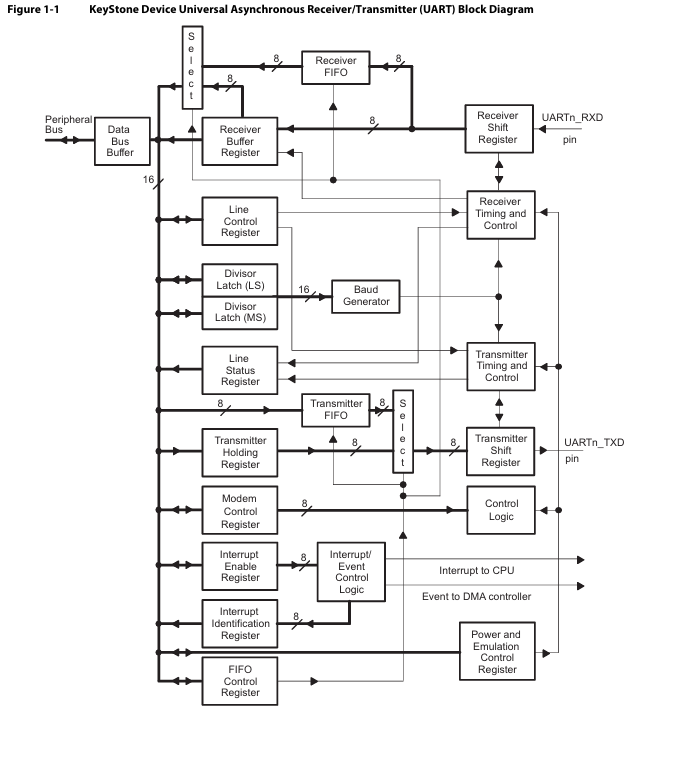 Figure 1-1 KeyStone Device Universal Asynchronous Receiver/Transmitter (UART) Block Diagram
S
e
l
e
c
t
8
8
Receiver
FIFO
8
Peripheral
Bus
Data
Bus
Buffer
Receiver
Buffer
Register
8
Receiver
Shift
Register
UARTn_RXD
pin
16
Line
Control
Register
Receiver
Timing and
Control
Divisor
Latch (LS)
Divisor
Latch (MS)
16
Baud
Generator
Line
Status
Register
Transmitter
Timing and
Control
8
Transmitter
FIFO
8
S
e
l
e
c
t
Transmitter
Holding
Register
8
8
Transmitter
Shift
Register
UARTn_TXD
pin
Modem
Control
Register
8
Control
Logic
Interrupt
Enable
Register
8
Interrupt/
Event
Control
Logic
Interrupt to CPU
Event to DMA controller
Interrupt
Identification
Register
8
Power and
Emulation
Control
Register
FIFO
Control
Register